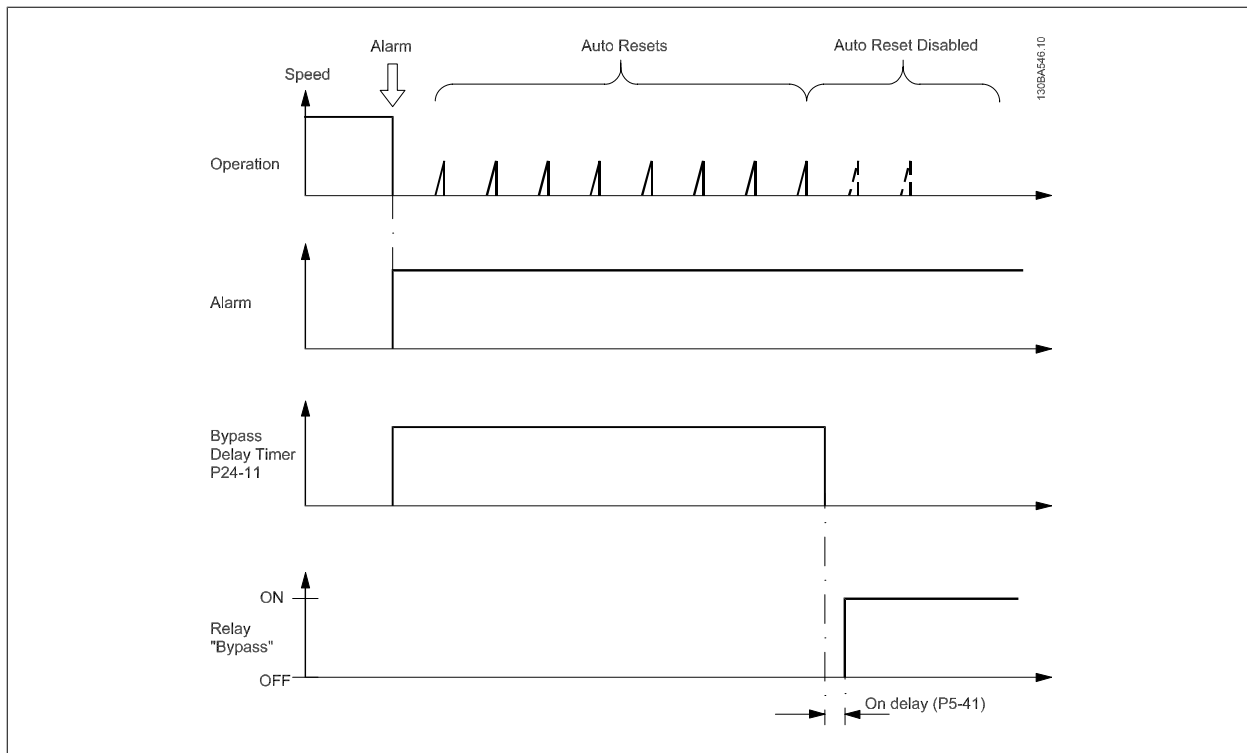 Alarm
Auto Resets
Auto Reset Disabled
130BA546.10
Speed
Operation
Alarm
Bypass
Delay Timer
P24-11
ON
Relay
"Bypass"
OFF
On delay (P5-41)